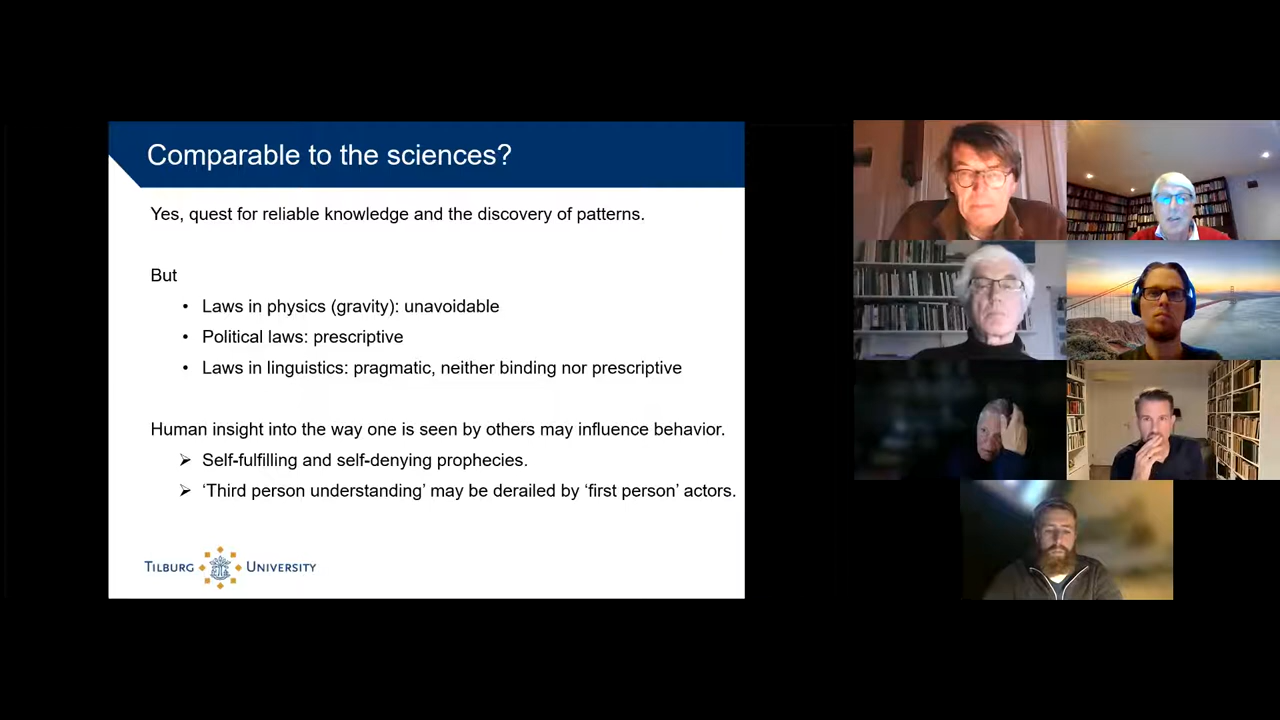 Comparable to the sciences?
Yes, quest for reliable knowledge and the discovery of patterns.
But
• Laws in physics (gravity): unavoidable
• Political laws: prescriptive
• Laws in linguistics: pragmatic, neither binding nor prescriptive
Human insight into the way one is seen by others may influence behavior.
➢ Self-fulfilling and self-denying prophecies.
➢ ‘Third person understanding’ may be derailed by ‘first person’ actors.
TILBURG UNIVERSITY